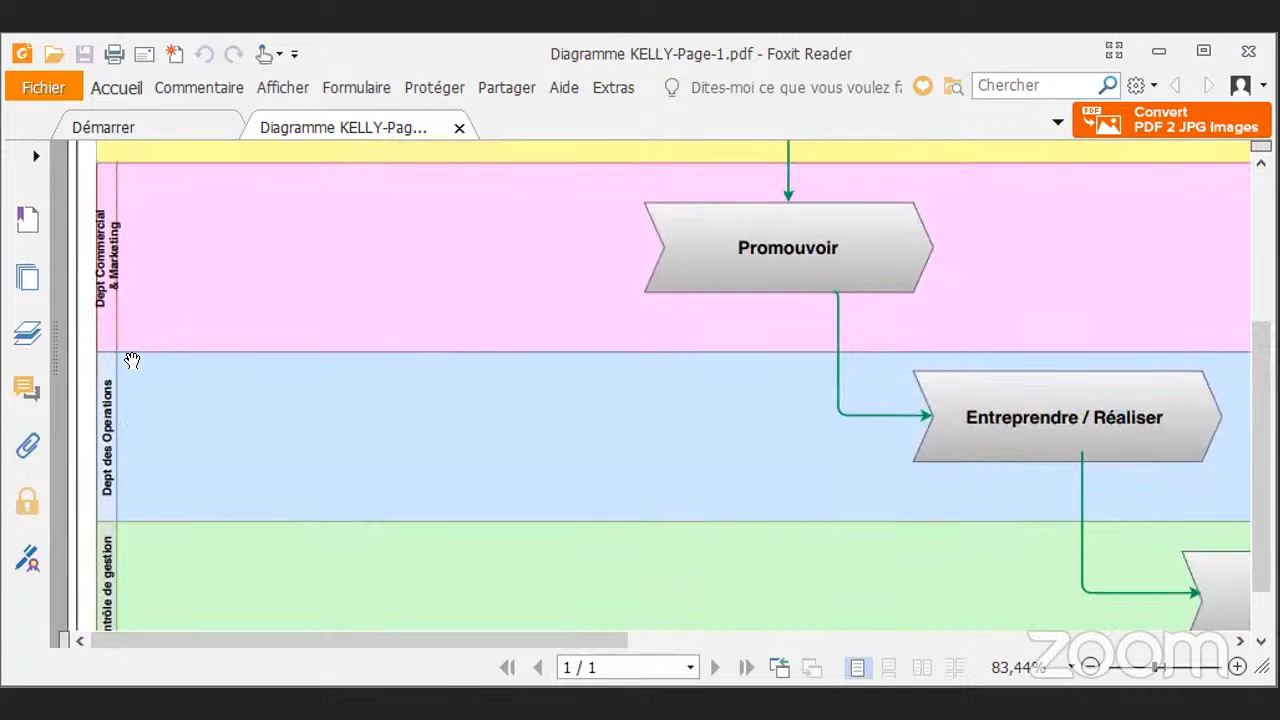 Diagramme KELLY-Page-1.pdf - Foxit Reader
Fichier Accueil Commentaire Afficher Formulaire Protéger Partager Aide Extras Dites-moi ce que vous voulez fa Chercher
Démarrer Diagramme KELLY-Pag...
PDF Convert
PDF 2 JPG Images
Dept Commercial
& Marketing
Promouvoir
Dept des Operations
Entreprendre / Réaliser
ntrôle de gestion
zoom
1 / 1
83,44%